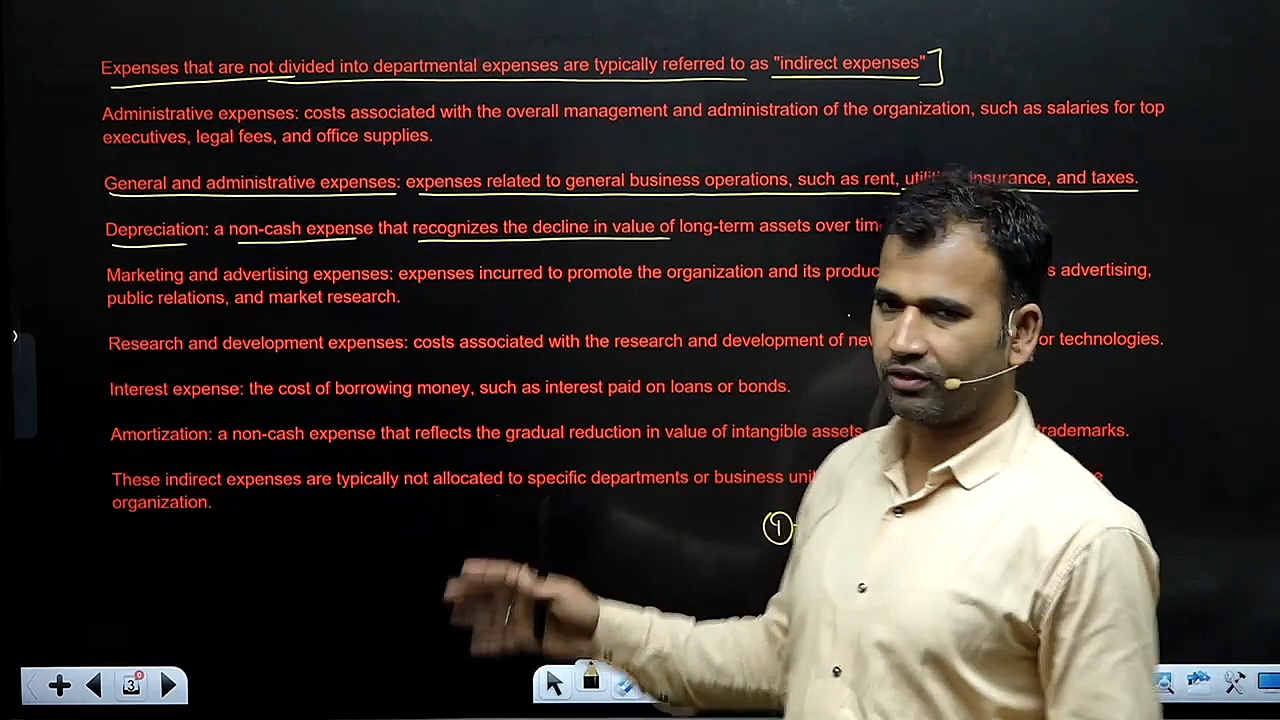 Expenses that are not divided into departmental expenses are typically referred to as "indirect expenses"
Administrative expenses: costs associated with the overall management and administration of the organization, such as salaries for top
executives, legal fees, and office supplies.
General and administrative expenses: expenses related to general business operations, such as rent, insurance, and taxes.
Depreciation: a non-cash expense that recognizes the decline in value of long-term assets over
Marketing and advertising expenses: expenses incurred to promote the organization and its advertising,
public relations, and market research.
Research and development expenses: costs associated with the research and development of or technologies.
Interest expense: the cost of borrowing money, such as interest paid on loans or bonds.
Amortization: a non-cash expense that reflects the gradual reduction in value of intangible assets trademarks.
These indirect expenses are typically not allocated to specific departments or business
organization.
3